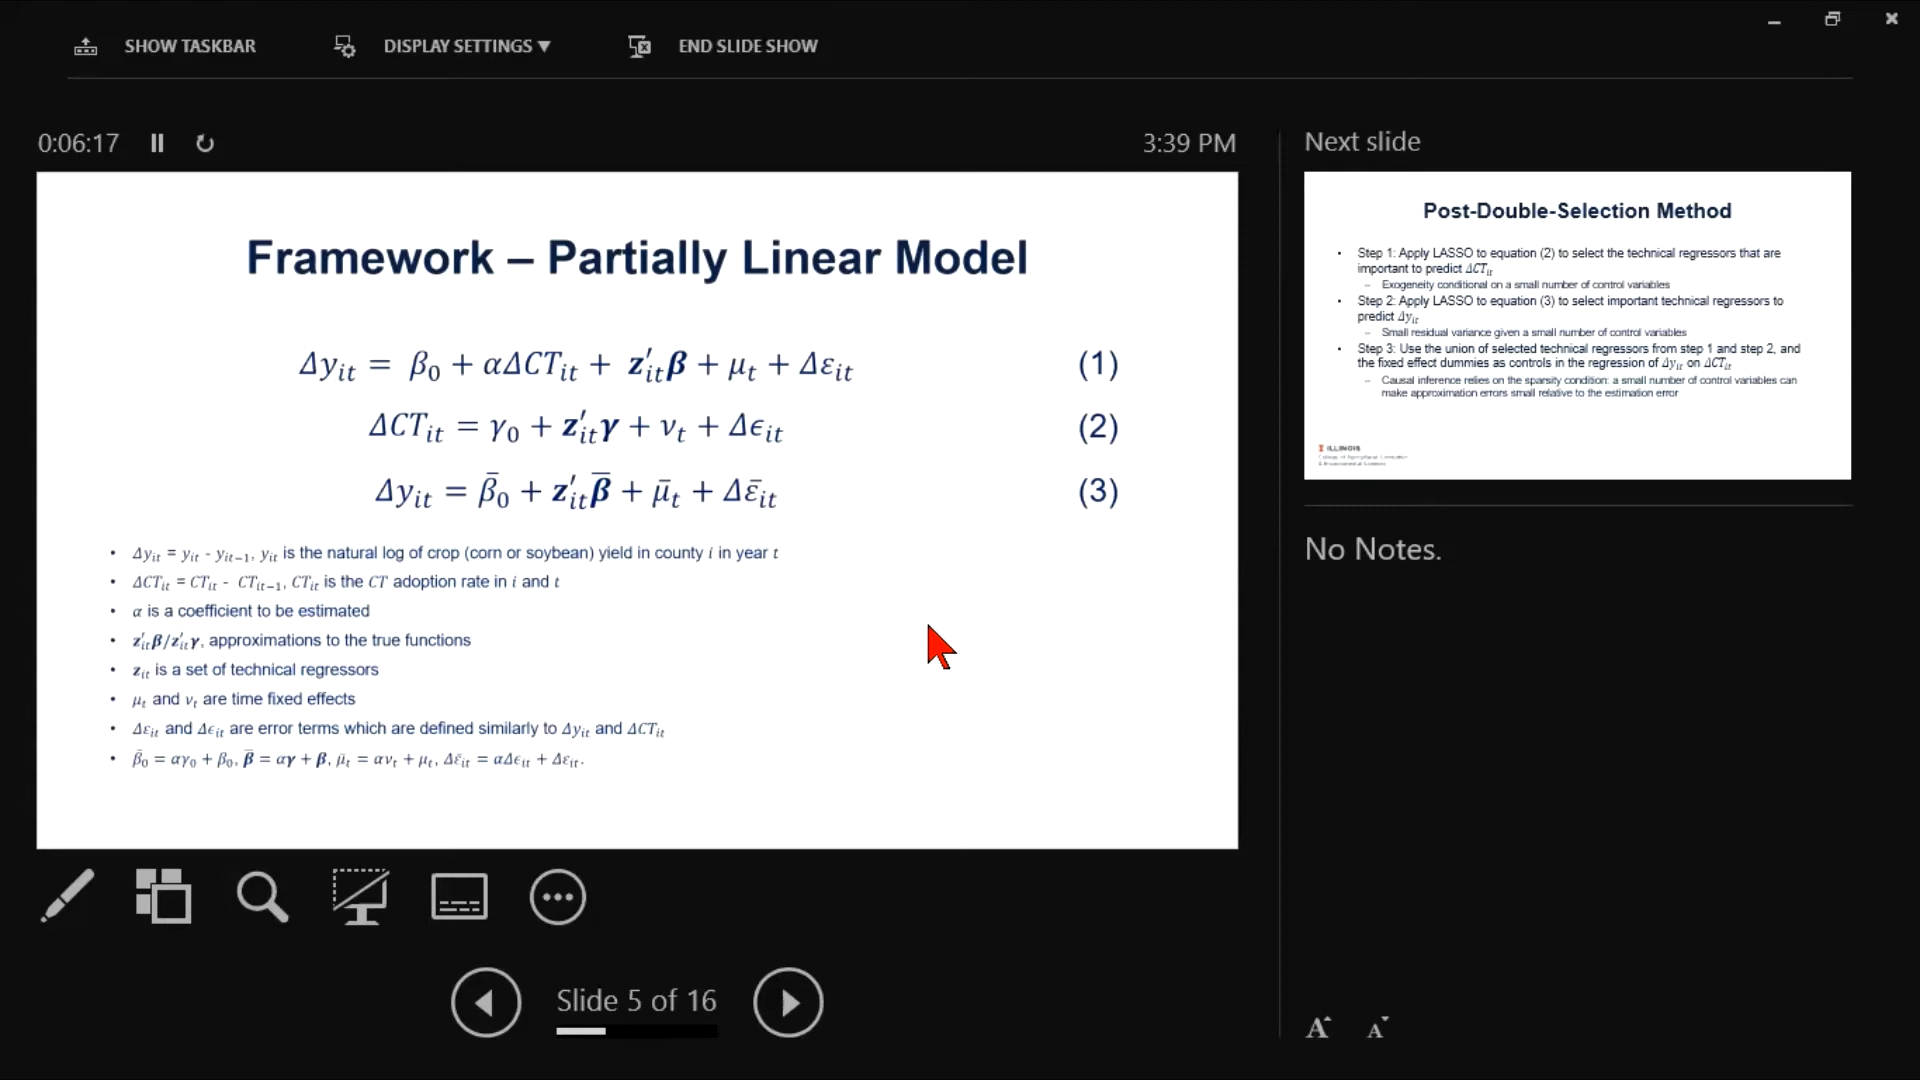 SHOW TASKBAR
DISPLAY SETTINGS ▼
END SLIDE SHOW
0:06:17
3:39 PM
Framework – Partially Linear Model
Δy_it = β_0 + αΔCT_it + z′_it β + μ_t + Δε_it (1)
ΔCT_it = γ_0 + z′_it γ + ν_t + Δϵ_it (2)
Δy_it = β̄_0 + z′_it β̄ + μ̄_t + Δε̄_it (3)
• Δy_it = y_it - y_it−1, y_it is the natural log of crop (corn or soybean) yield in county i in year t
• ΔCT_it = CT_it - CT_it−1, CT_it is the CT adoption rate in i and t
• α is a coefficient to be estimated
• z′_it β/z′_it γ, approximations to the true functions
• z_it is a set of technical regressors
• μ_t and ν_t are time fixed effects
• Δε_it and Δϵ_it are error terms which are defined similarly to Δy_it and ΔCT_it
• β̄_0 = αγ_0 + β_0, β̄ = αγ + β, μ̄_t = αν_t + μ_t, Δε̄_it = αΔϵ_it + Δε_it.
Slide 5 of 16
Next slide
Post-Double-Selection Method
• Step 1: Apply LASSO to equation (2) to select the technical regressors that are
important to predict ΔCT_it
– Exogeneity conditional on a small number of control variables
• Step 2: Apply LASSO to equation (3) to select important technical regressors to
predict Δy_it
– Small residual variance given a small number of control variables
• Step 3: Use the union of selected technical regressors from step 1 and step 2, and
the fixed effect dummies as controls in the regression of Δy_it on ΔCT_it
– Causal inference relies on the sparsity condition: a small number of control variables can
make approximation errors small relative to the estimation error
I ILLINOIS
No Notes.
A A